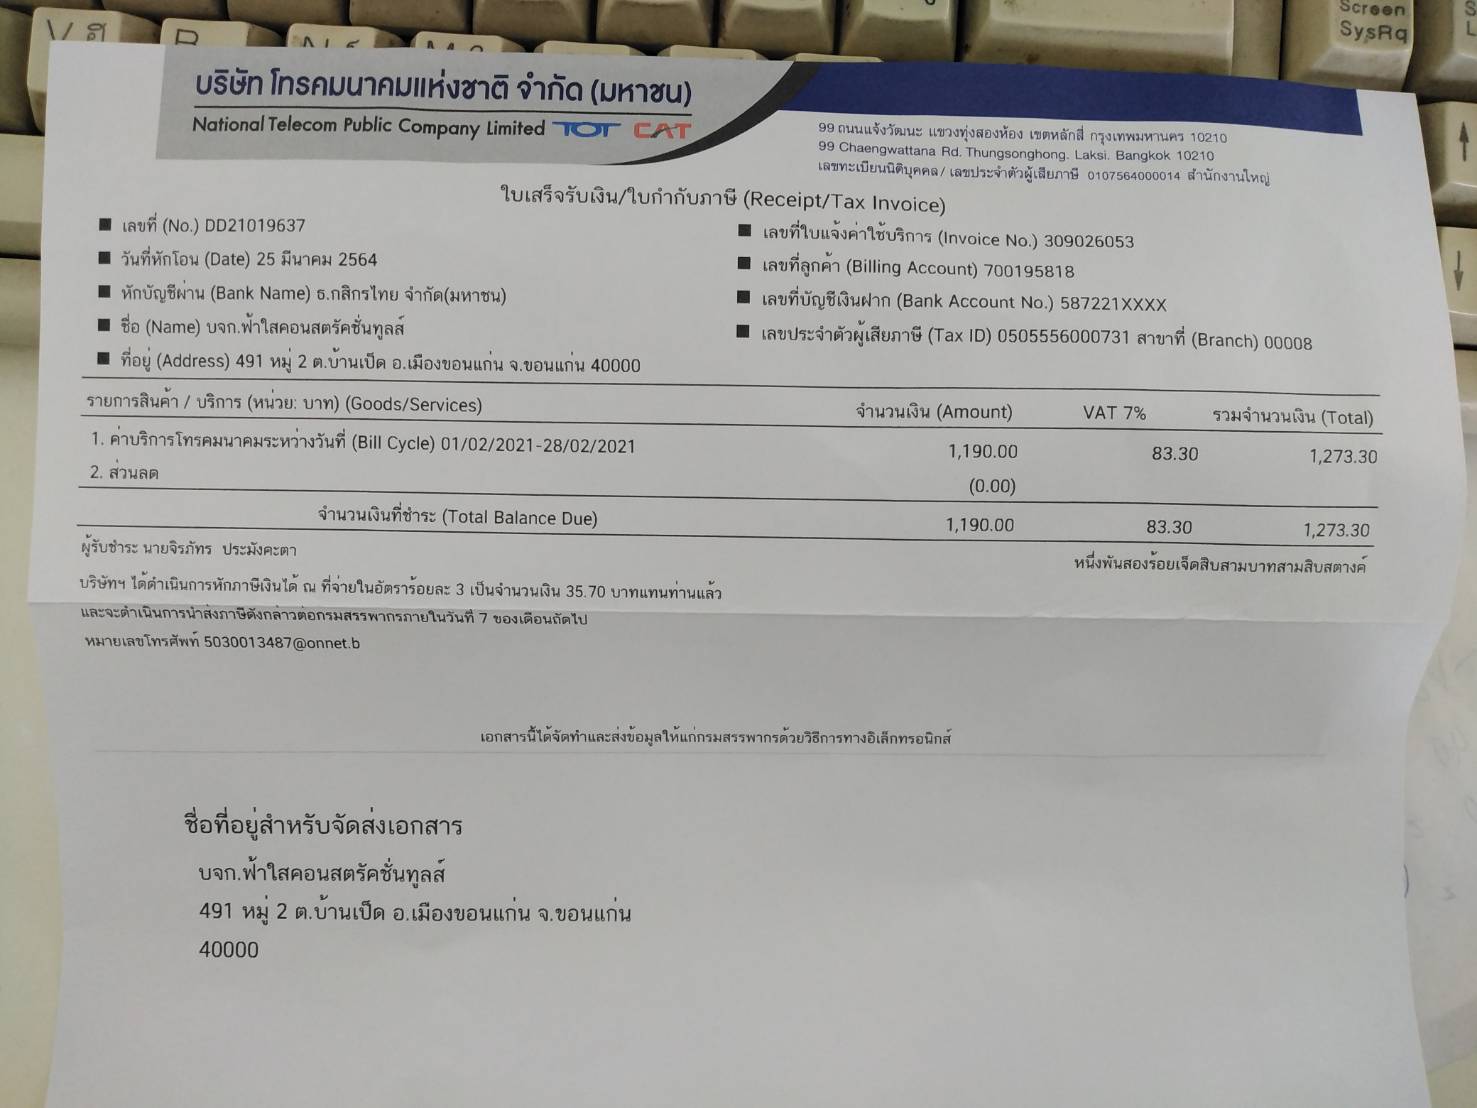 V ฮ
Screen
SysRq
บริษัท โทรคมนาคมแห่งชาติ จำกัด (มหาชน)
National Telecom Public Company Limited TOT CAT
99 ถนนแจ้งวัฒนะ แขวงทุ่งสองห้อง เขตหลักสี่ กรุงเทพมหานคร 10210
99 Chaengwattana Rd. Thungsonghong. Laksi. Bangkok 10210
เลขทะเบียนนิติบุคคล/ เลขประจำตัวผู้เสียภาษี 0107564000014 สำนักงานใหญ่
ใบเสร็จรับเงิน/ใบกำกับภาษี (Receipt/Tax Invoice)
เลขที่ (No.) DD21019637
เลขที่ใบแจ้งค่าใช้บริการ (Invoice No.) 309026053
วันที่หักโอน (Date) 25 มีนาคม 2564
เลขที่ลูกค้า (Billing Account) 700195818
หักบัญชีผ่าน (Bank Name) ธ.กสิกรไทย จำกัด(มหาชน)
เลขที่บัญชีเงินฝาก (Bank Account No.) 587221XXXX
ชื่อ (Name) บจก.ฟ้าใสคอนสตรัคชั่นทูลส์
เลขประจำตัวผู้เสียภาษี (Tax ID) 0505556000731 สาขาที่ (Branch) 00008
ที่อยู่ (Address) 491 หมู่ 2 ต.บ้านเป็ด อ.เมืองขอนแก่น จ.ขอนแก่น 40000
รายการสินค้า / บริการ (หน่วย: บาท) (Goods/Services) จำนวนเงิน (Amount) VAT 7% รวมจำนวนเงิน (Total)
1. ค่าบริการโทรคมนาคมระหว่างวันที่ (Bill Cycle) 01/02/2021-28/02/2021 1,190.00 83.30 1,273.30
2. ส่วนลด (0.00)
จำนวนเงินที่ชำระ (Total Balance Due) 1,190.00 83.30 1,273.30
ผู้รับชำระ นายจิรภัทร ประมังคะตา
หนึ่งพันสองร้อยเจ็ดสิบสามบาทสามสิบสตางค์
บริษัทฯ ได้ดำเนินการหักภาษีเงินได้ ณ ที่จ่ายในอัตราร้อยละ 3 เป็นจำนวนเงิน 35.70 บาทแทนท่านแล้ว
และจะดำเนินการนำส่งภาษีดังกล่าวต่อกรมสรรพากรภายในวันที่ 7 ของเดือนถัดไป
หมายเลขโทรศัพท์ 5030013487@onnet.b
เอกสารนี้ได้จัดทำและส่งข้อมูลให้แก่กรมสรรพากรด้วยวิธีการทางอิเล็กทรอนิกส์
ชื่อที่อยู่สำหรับจัดส่งเอกสาร
บจก.ฟ้าใสคอนสตรัคชั่นทูลส์
491 หมู่ 2 ต.บ้านเป็ด อ.เมืองขอนแก่น จ.ขอนแก่น
40000